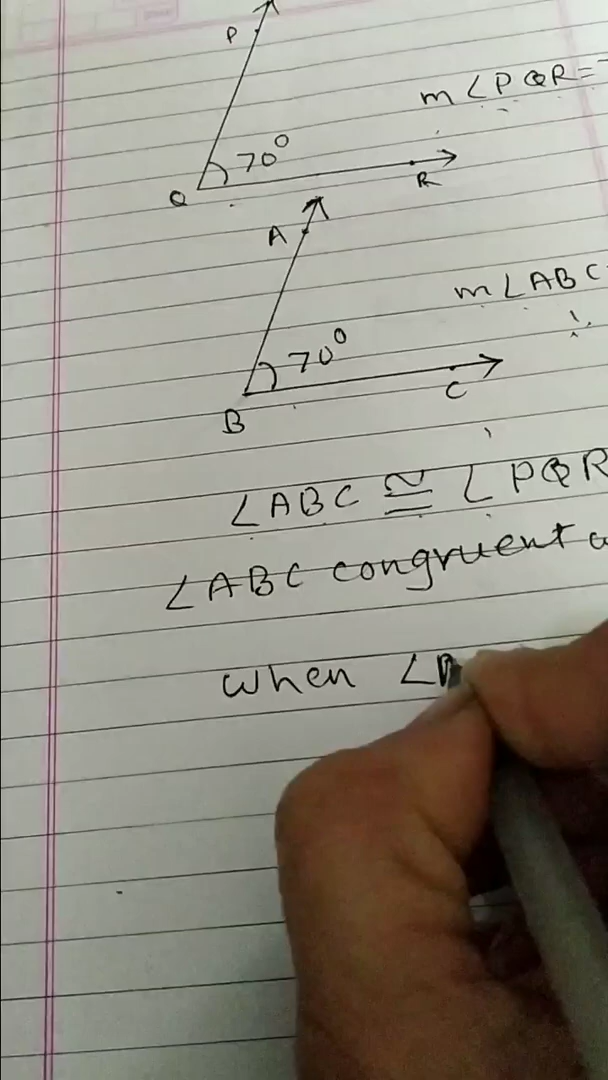 P
m∠PQR=
70°
Q
R
A
m∠ABC
70°
B
C
∠ABC ≅ ∠PQR
∠ABC congruent
when ∠